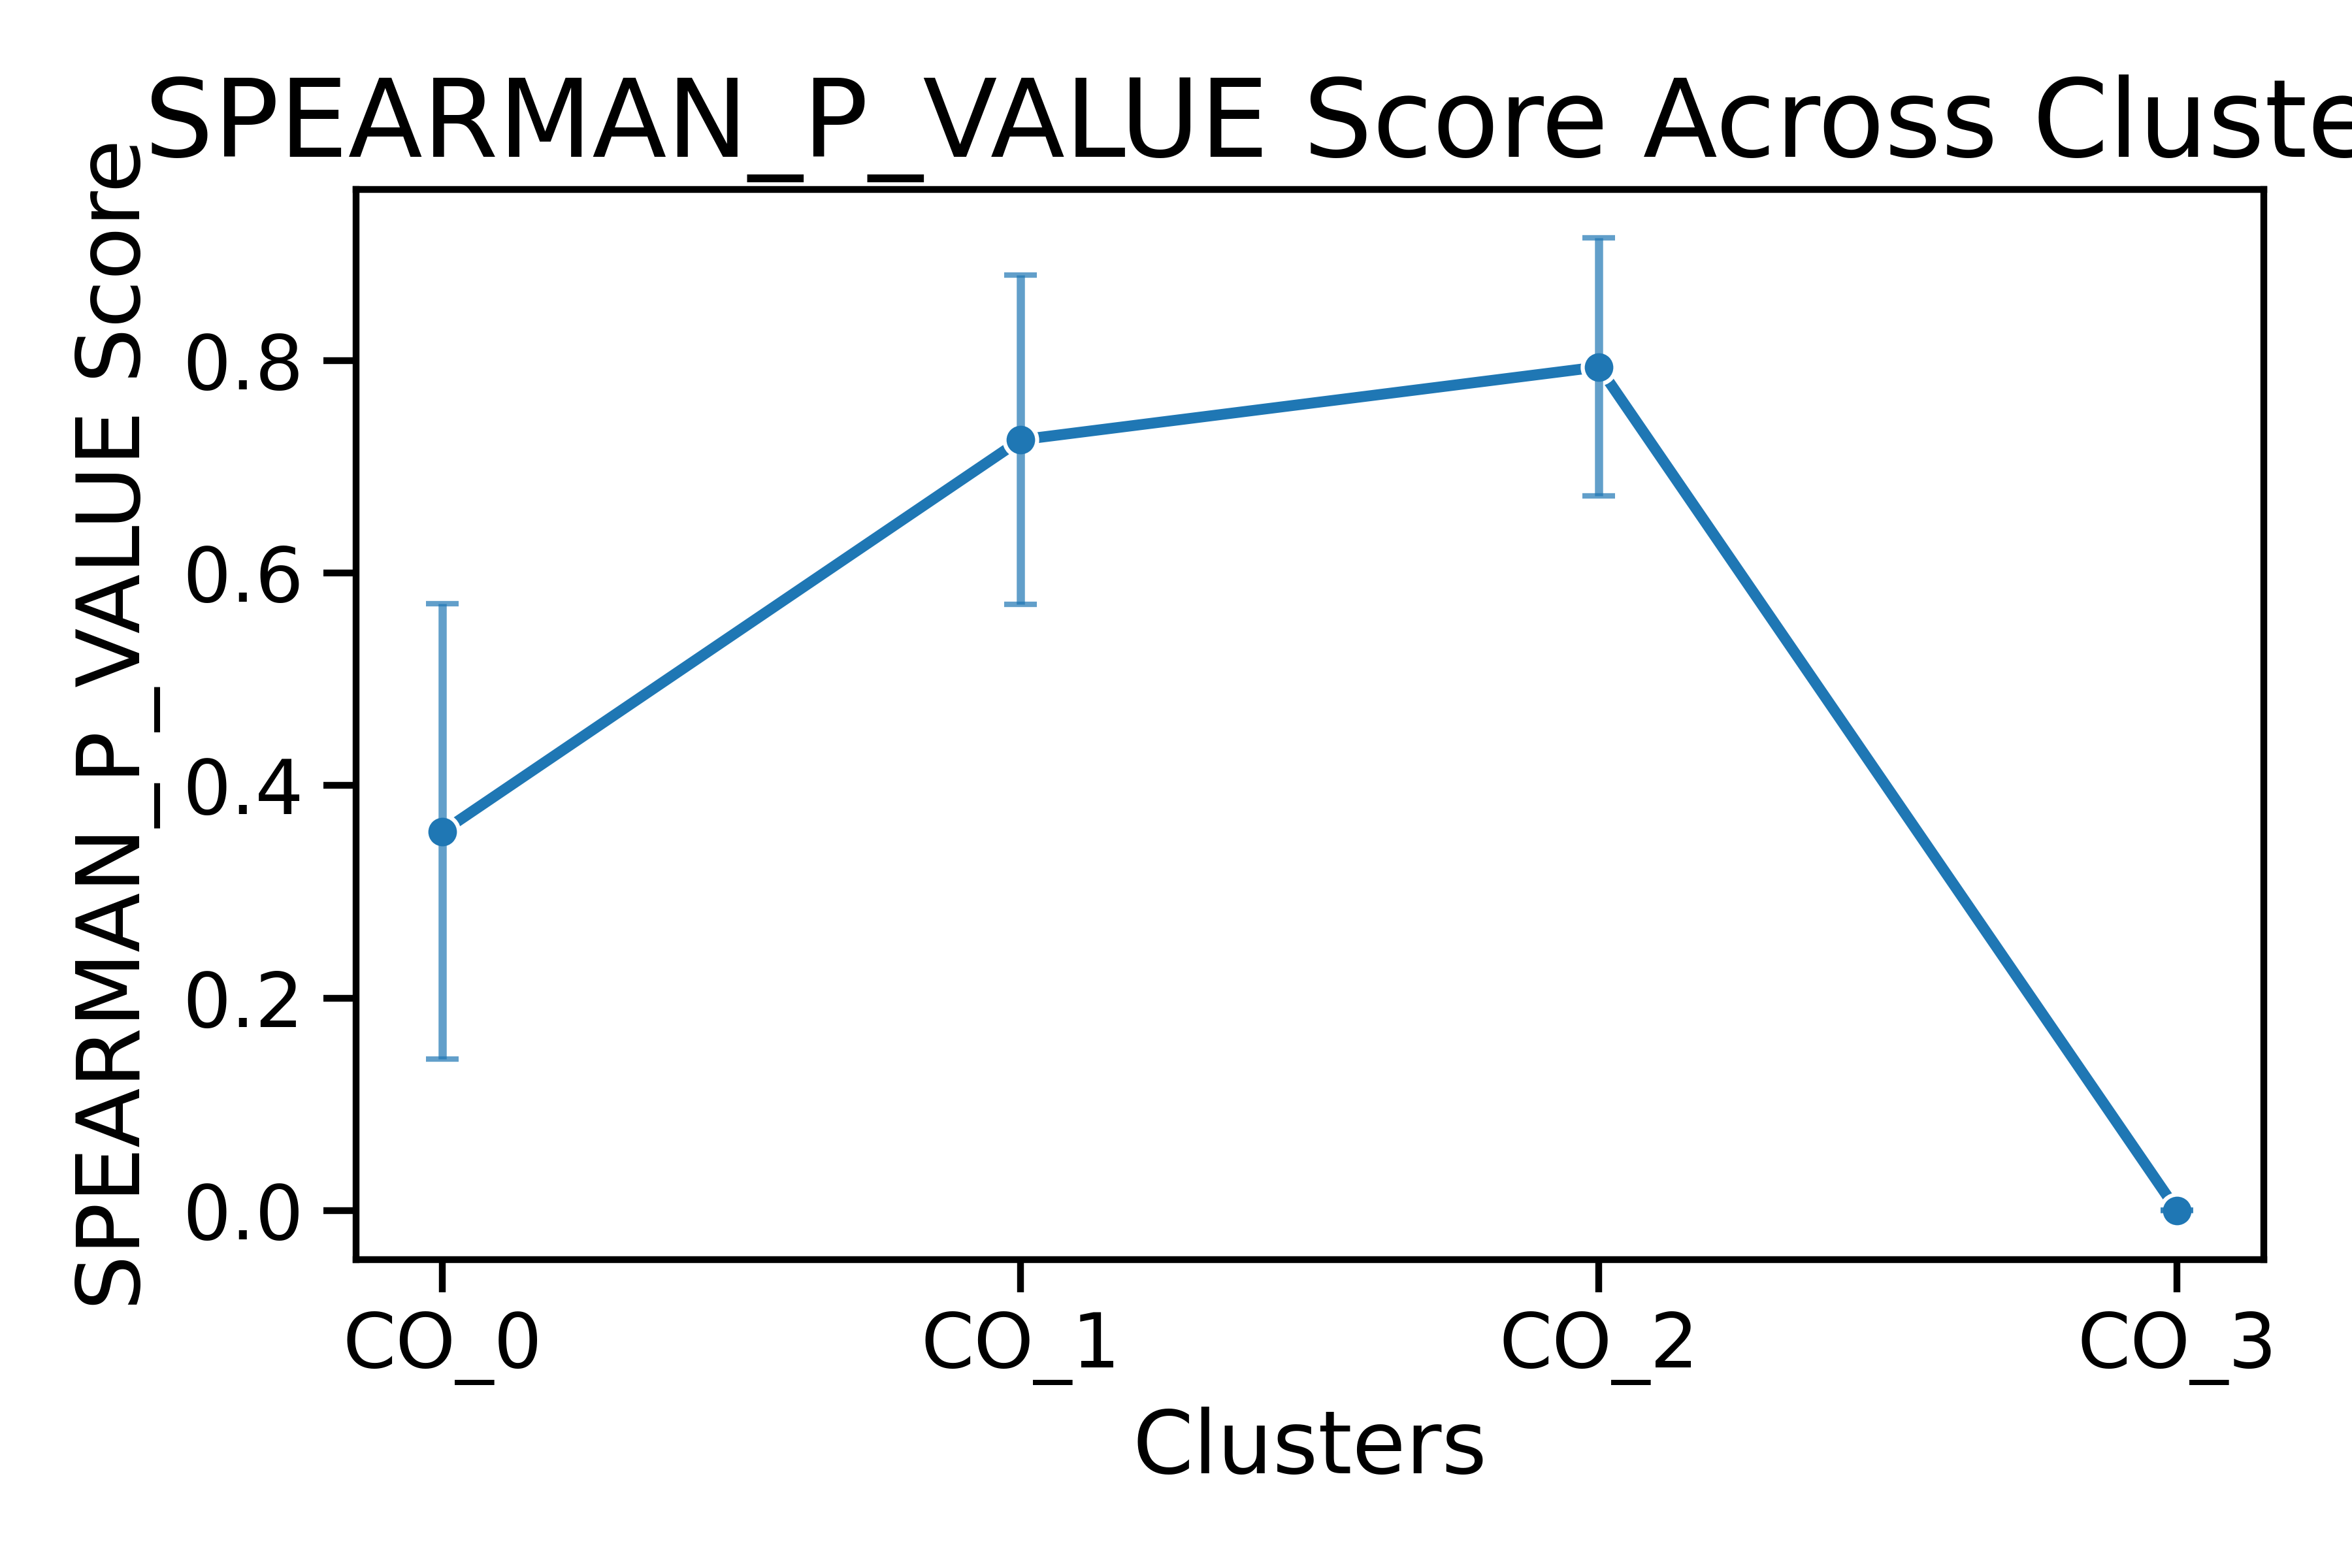 SPEARMAN_P_VALUE Score Across Cluste
SPEARMAN_P_VALUE Score
0.8
0.6
0.4
0.2
0.0
CO_0 CO_1 CO_2 CO_3
Clusters